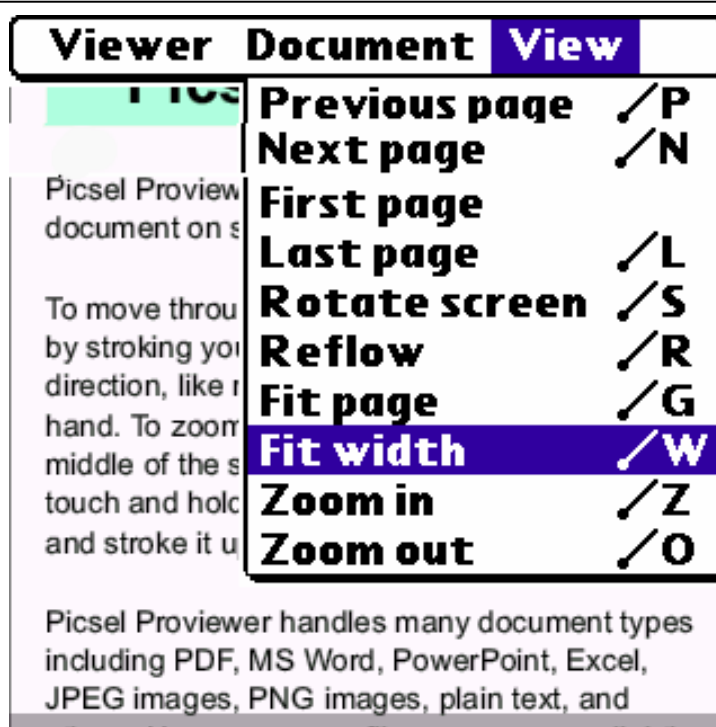 Viewer Document View
Previous page P
Next page N
First page
Last page L
Rotate screen S
Reflow R
Fit page G
Fit width W
Zoom in Z
Zoom out O
Picsel Proview
document on s
To move throu
by stroking you
direction, like r
hand. To zoom
middle of the s
touch and hold
and stroke it u
Picsel Proviewer handles many document types
including PDF, MS Word, PowerPoint, Excel,
JPEG images, PNG images, plain text, and